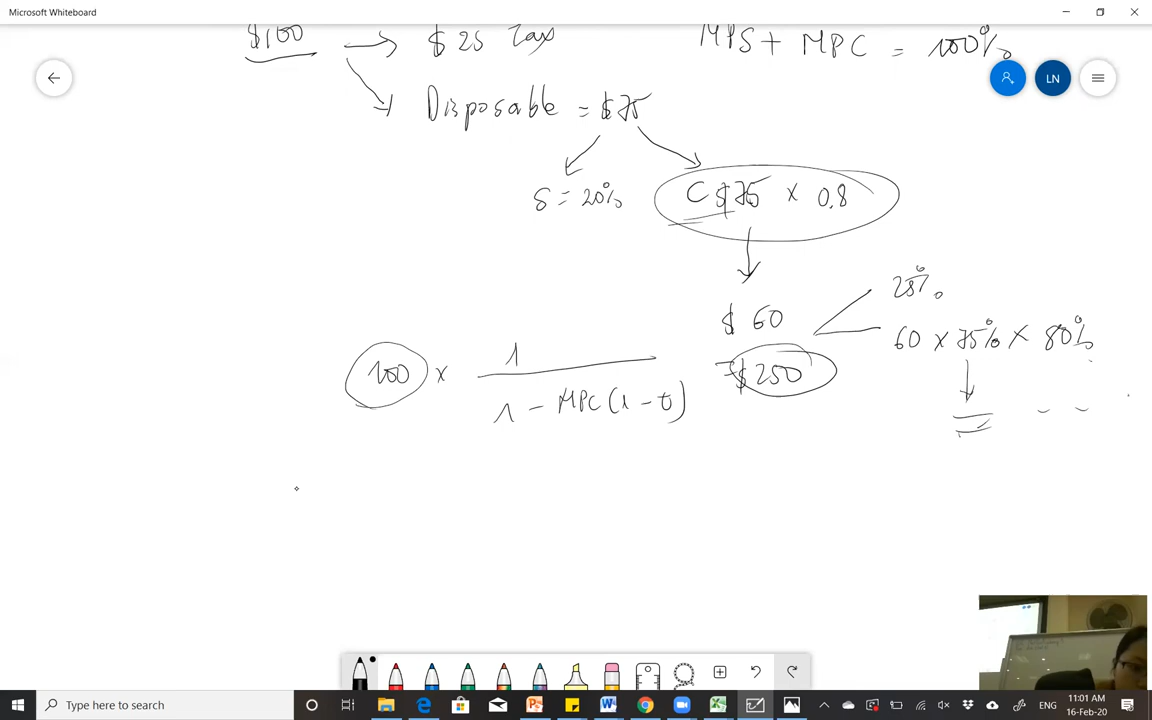 Microsoft Whiteboard
$100 → $25 Tax
MPS + MPC = 100%
LN
Disposable = $75
S = 20%
C $75 × 0.8
$60
25%
60 × 75% × 80%
100 × 1 / 1 - MPC(1-t) = $250
Type here to search
ENG
11:01 AM
16-Feb-20